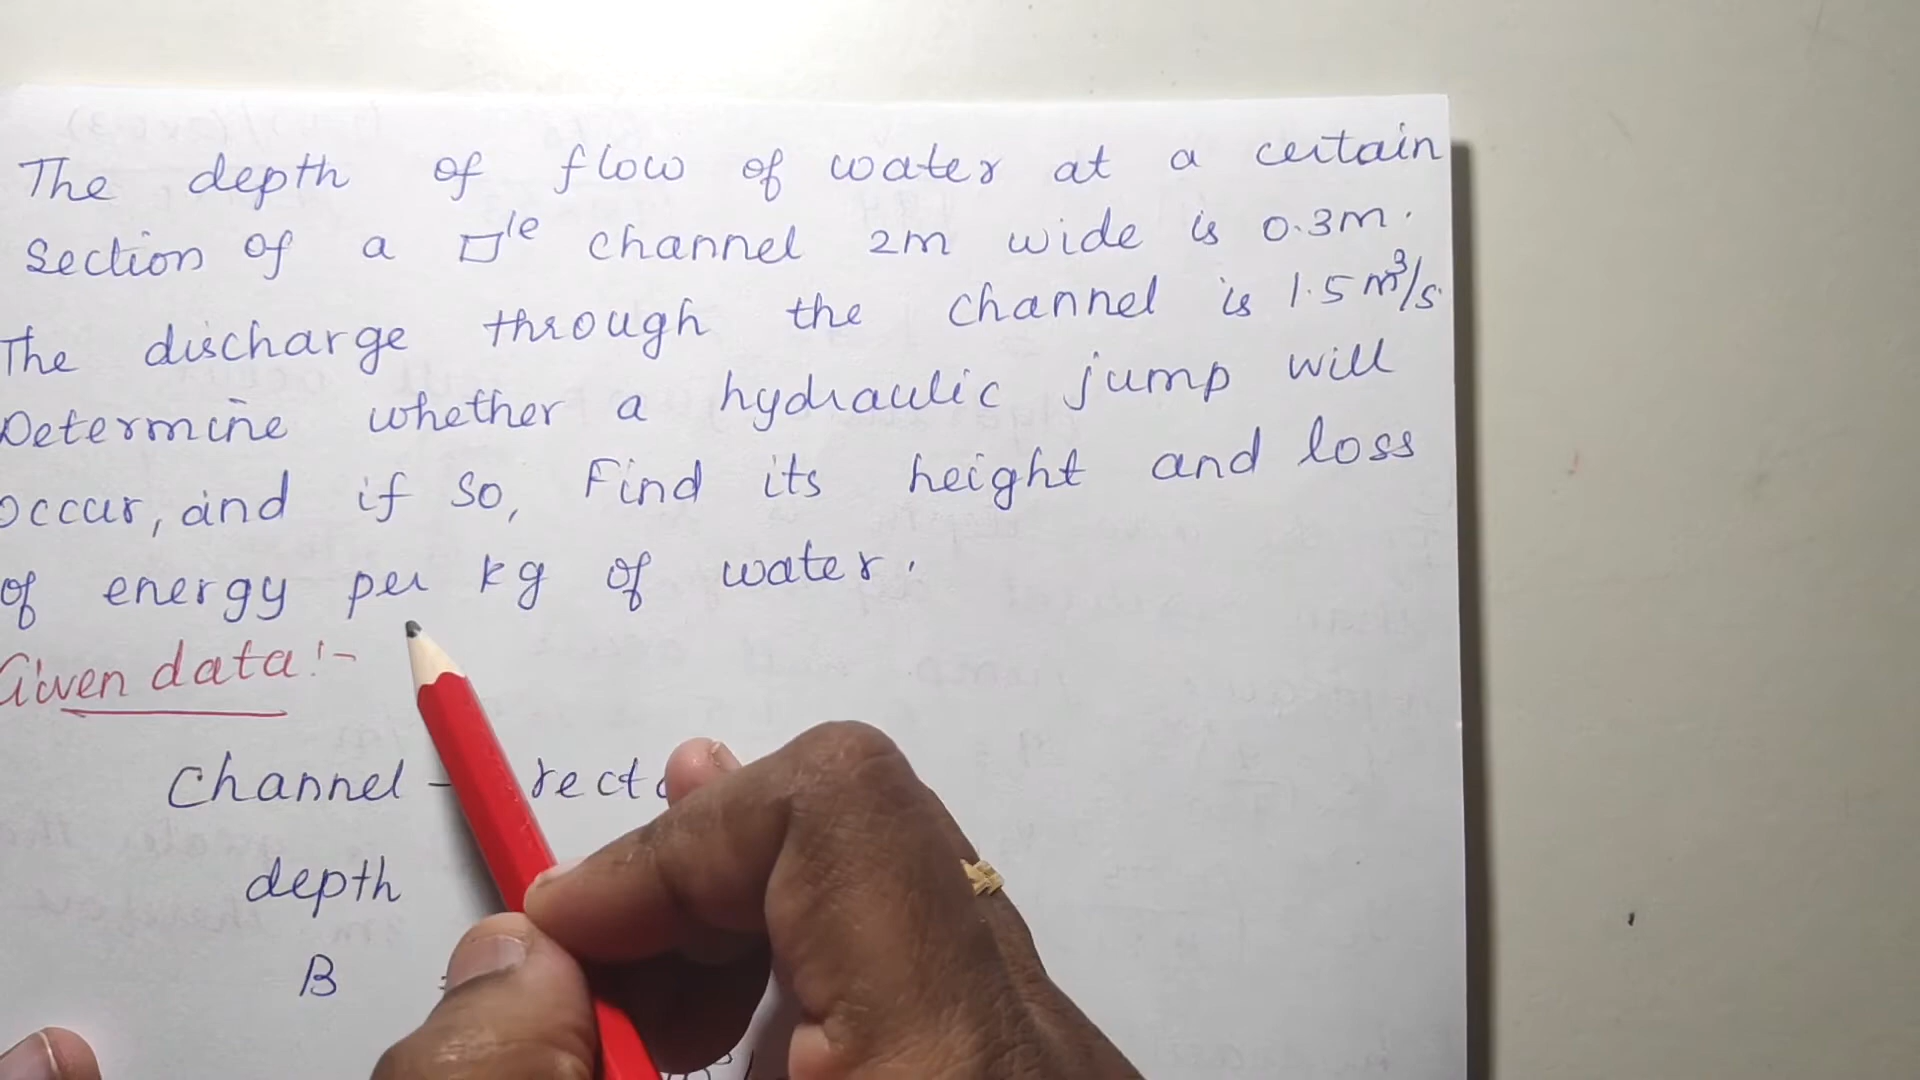 The depth of flow of water at a certain
Section of a ▭le channel 2m wide is 0.3m.
The discharge through the channel is 1.5 m³/s.
Determine whether a hydraulic jump will
occur, and if so, Find its height and loss
of energy per kg of water.
Given data:-
Channel -
depth
B